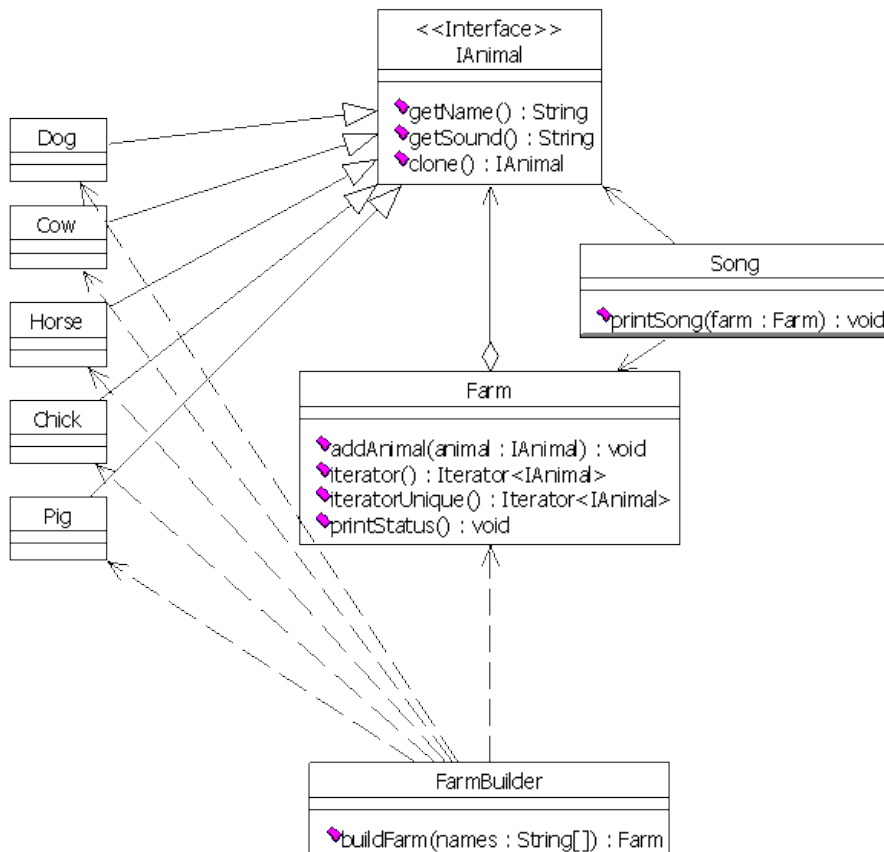 <<Interface>>
IAnimal
getName() : String
getSound() : String
clone() : IAnimal
Dog
Cow
Horse
Chick
Pig
Song
printSong(farm : Farm) : void
Farm
addAnimal(animal : IAnimal) : void
iterator() : Iterator<IAnimal>
iteratorUnique() : Iterator<IAnimal>
printStatus() : void
FarmBuilder
buildFarm(names : String[]) : Farm